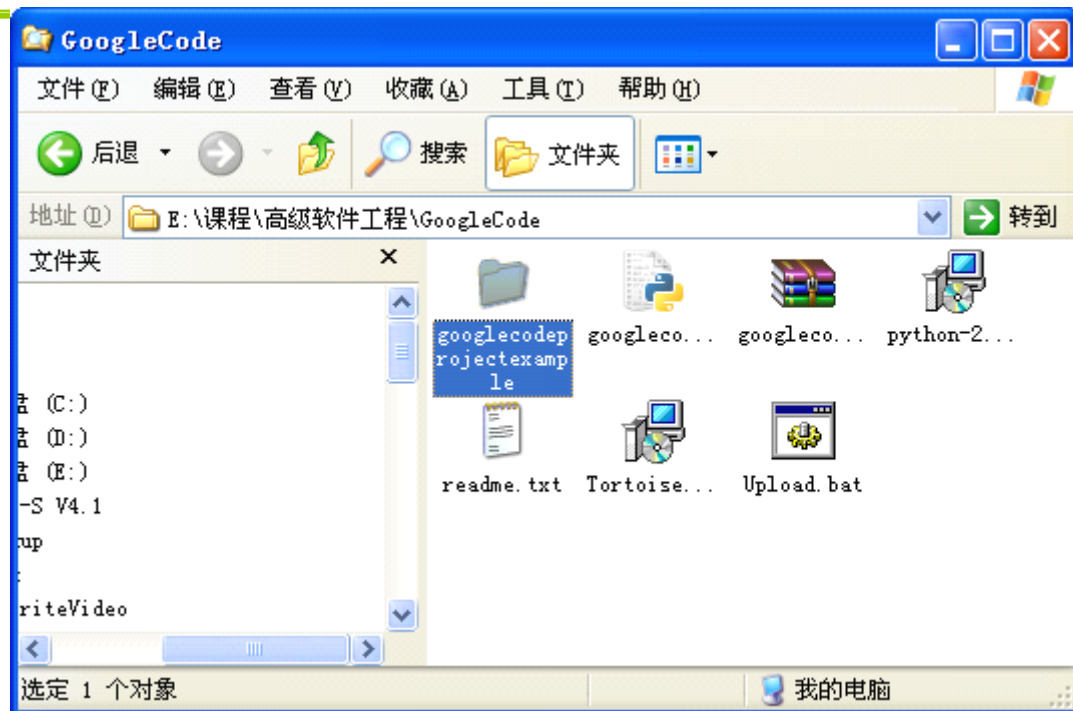 GoogleCode
文件(F) 编辑(E) 查看(V) 收藏(A) 工具(T) 帮助(H)
后退 搜索 文件夹
地址(D) E:\课程\高级软件工程\GoogleCode 转到
文件夹
盘 (C:)
盘 (D:)
盘 (E:)
-S V4.1
up
riteVideo
googlecodep
rojectexamp
le
googleco... googleco... python-2...
readme.txt Tortoise... Upload.bat
选定 1 个对象 我的电脑